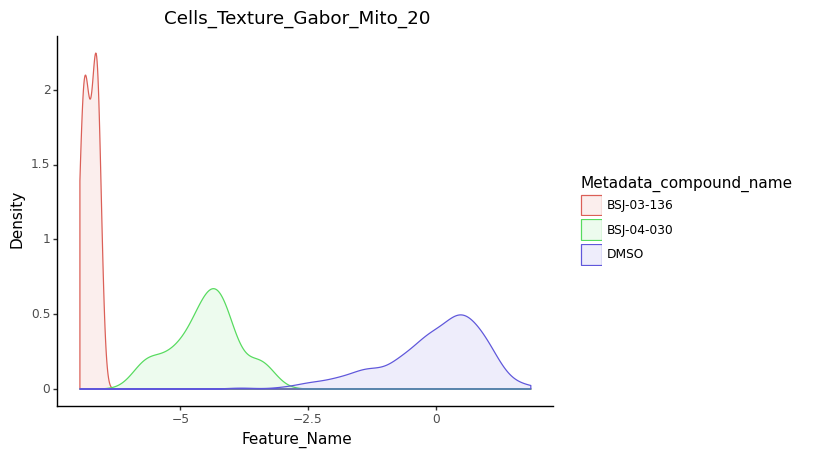 Cells_Texture_Gabor_Mito_20
Density
2
1.5
1
0.5
0
−5
−2.5
0
Feature_Name
Metadata_compound_name
BSJ-03-136
BSJ-04-030
DMSO